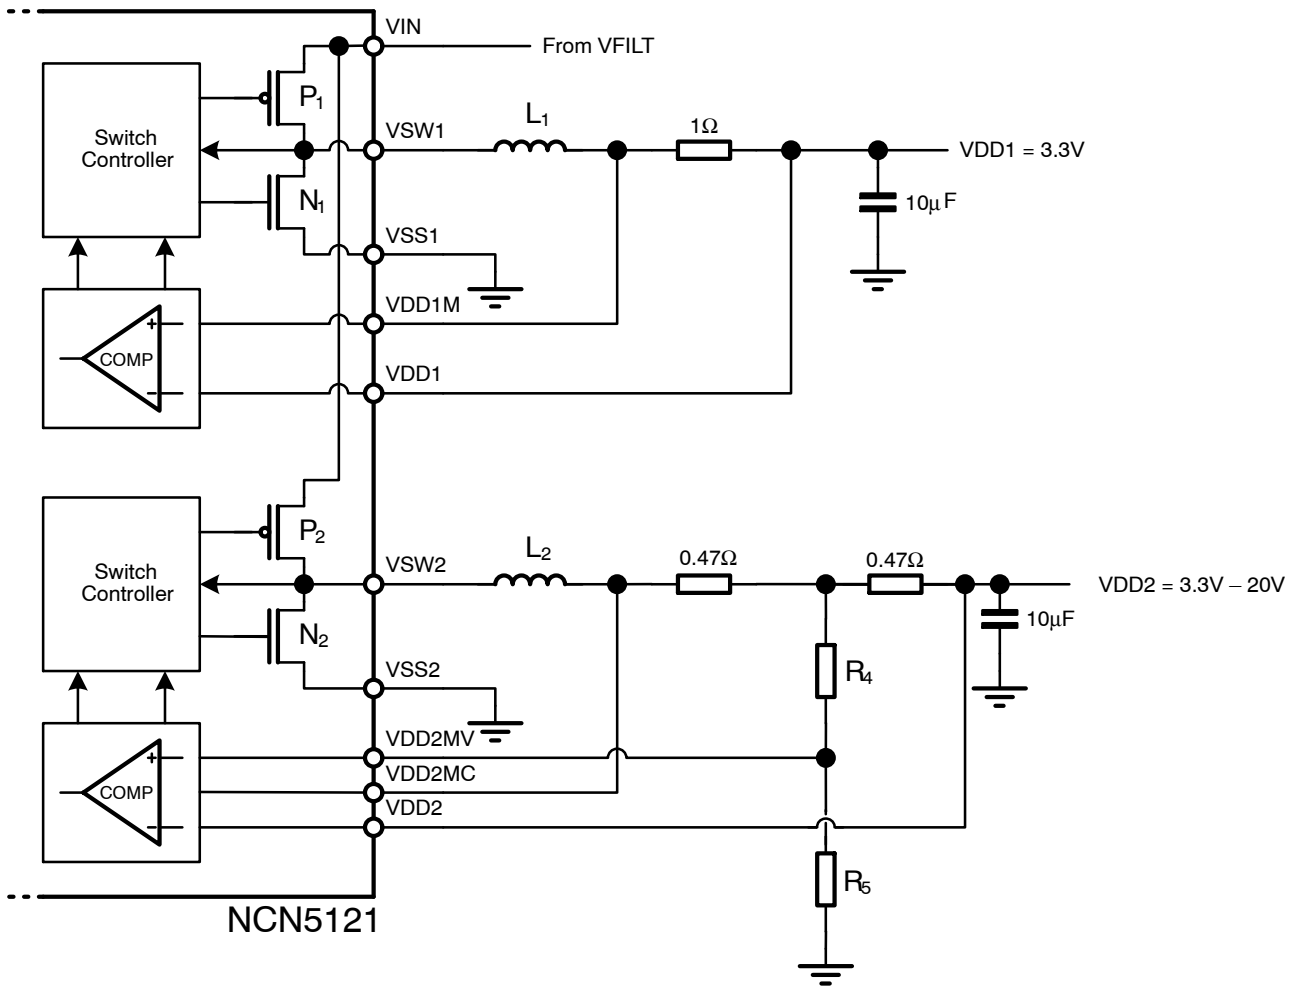 VIN
From VFILT
P1
Switch
Controller
VSW1
L1
1Ω
VDD1 = 3.3V
N1
10μF
VSS1
VDD1M
+
COMP
−
VDD1
P2
Switch
Controller
VSW2
L2
0.47Ω
0.47Ω
VDD2 = 3.3V – 20V
N2
10μF
VSS2
R4
VDD2MV
+
COMP
−
VDD2MC
VDD2
R5
NCN5121